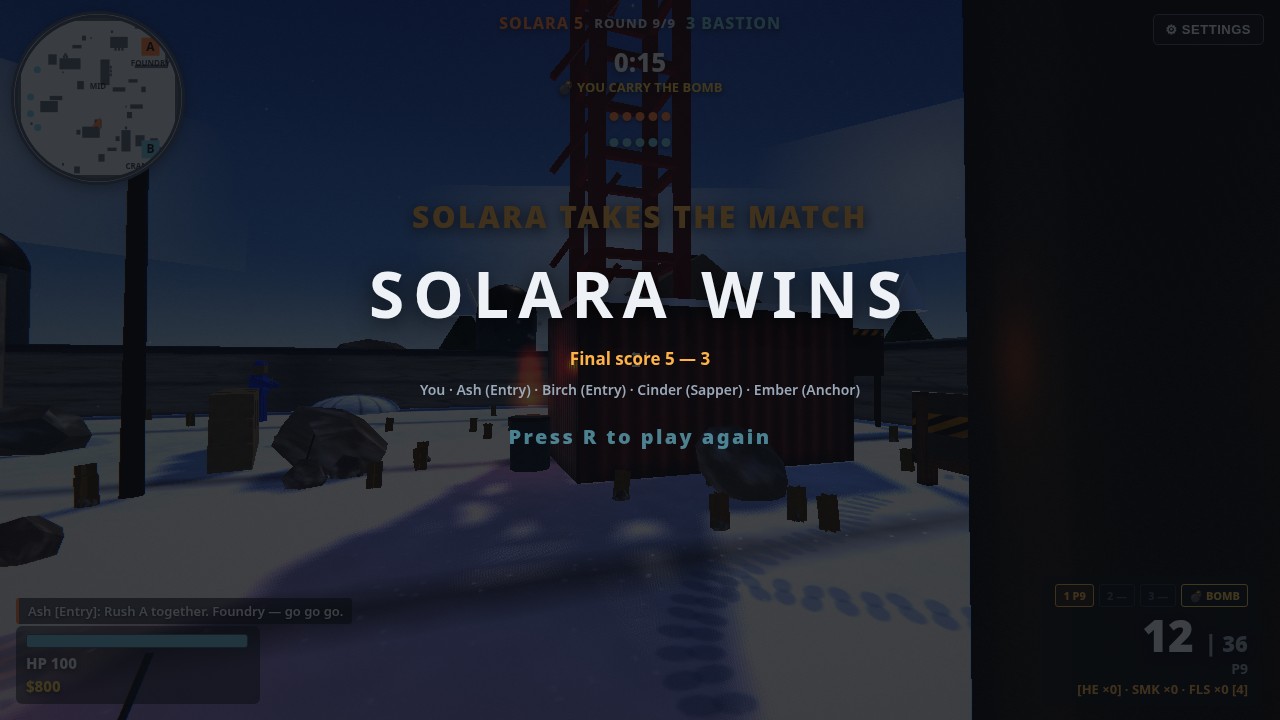 SOLARA 5 ROUND 9/9 3 BASTION
0:15
YOU CARRY THE BOMB
⚙ SETTINGS
A
FOUNDRY
MID
B
SOLARA TAKES THE MATCH
SOLARA WINS
Final score 5 — 3
You · Ash (Entry) · Birch (Entry) · Cinder (Sapper) · Ember (Anchor)
Press R to play again
Ash [Entry]: Rush A together. Foundry — go go go.
HP 100
$800
1 P9 2 — 3 — BOMB
12 | 36
P9
[HE ×0] · SMK ×0 · FLS ×0 [4]